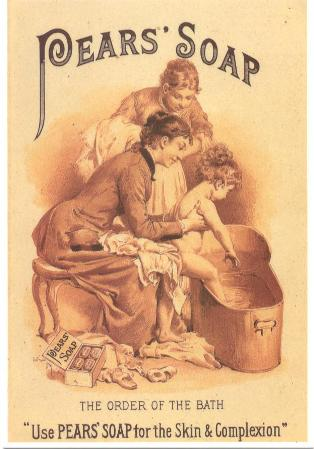 PEARS' SOAP
PEARS'
SOAP
THE ORDER OF THE BATH
"Use PEARS' SOAP for the Skin & Complexion"